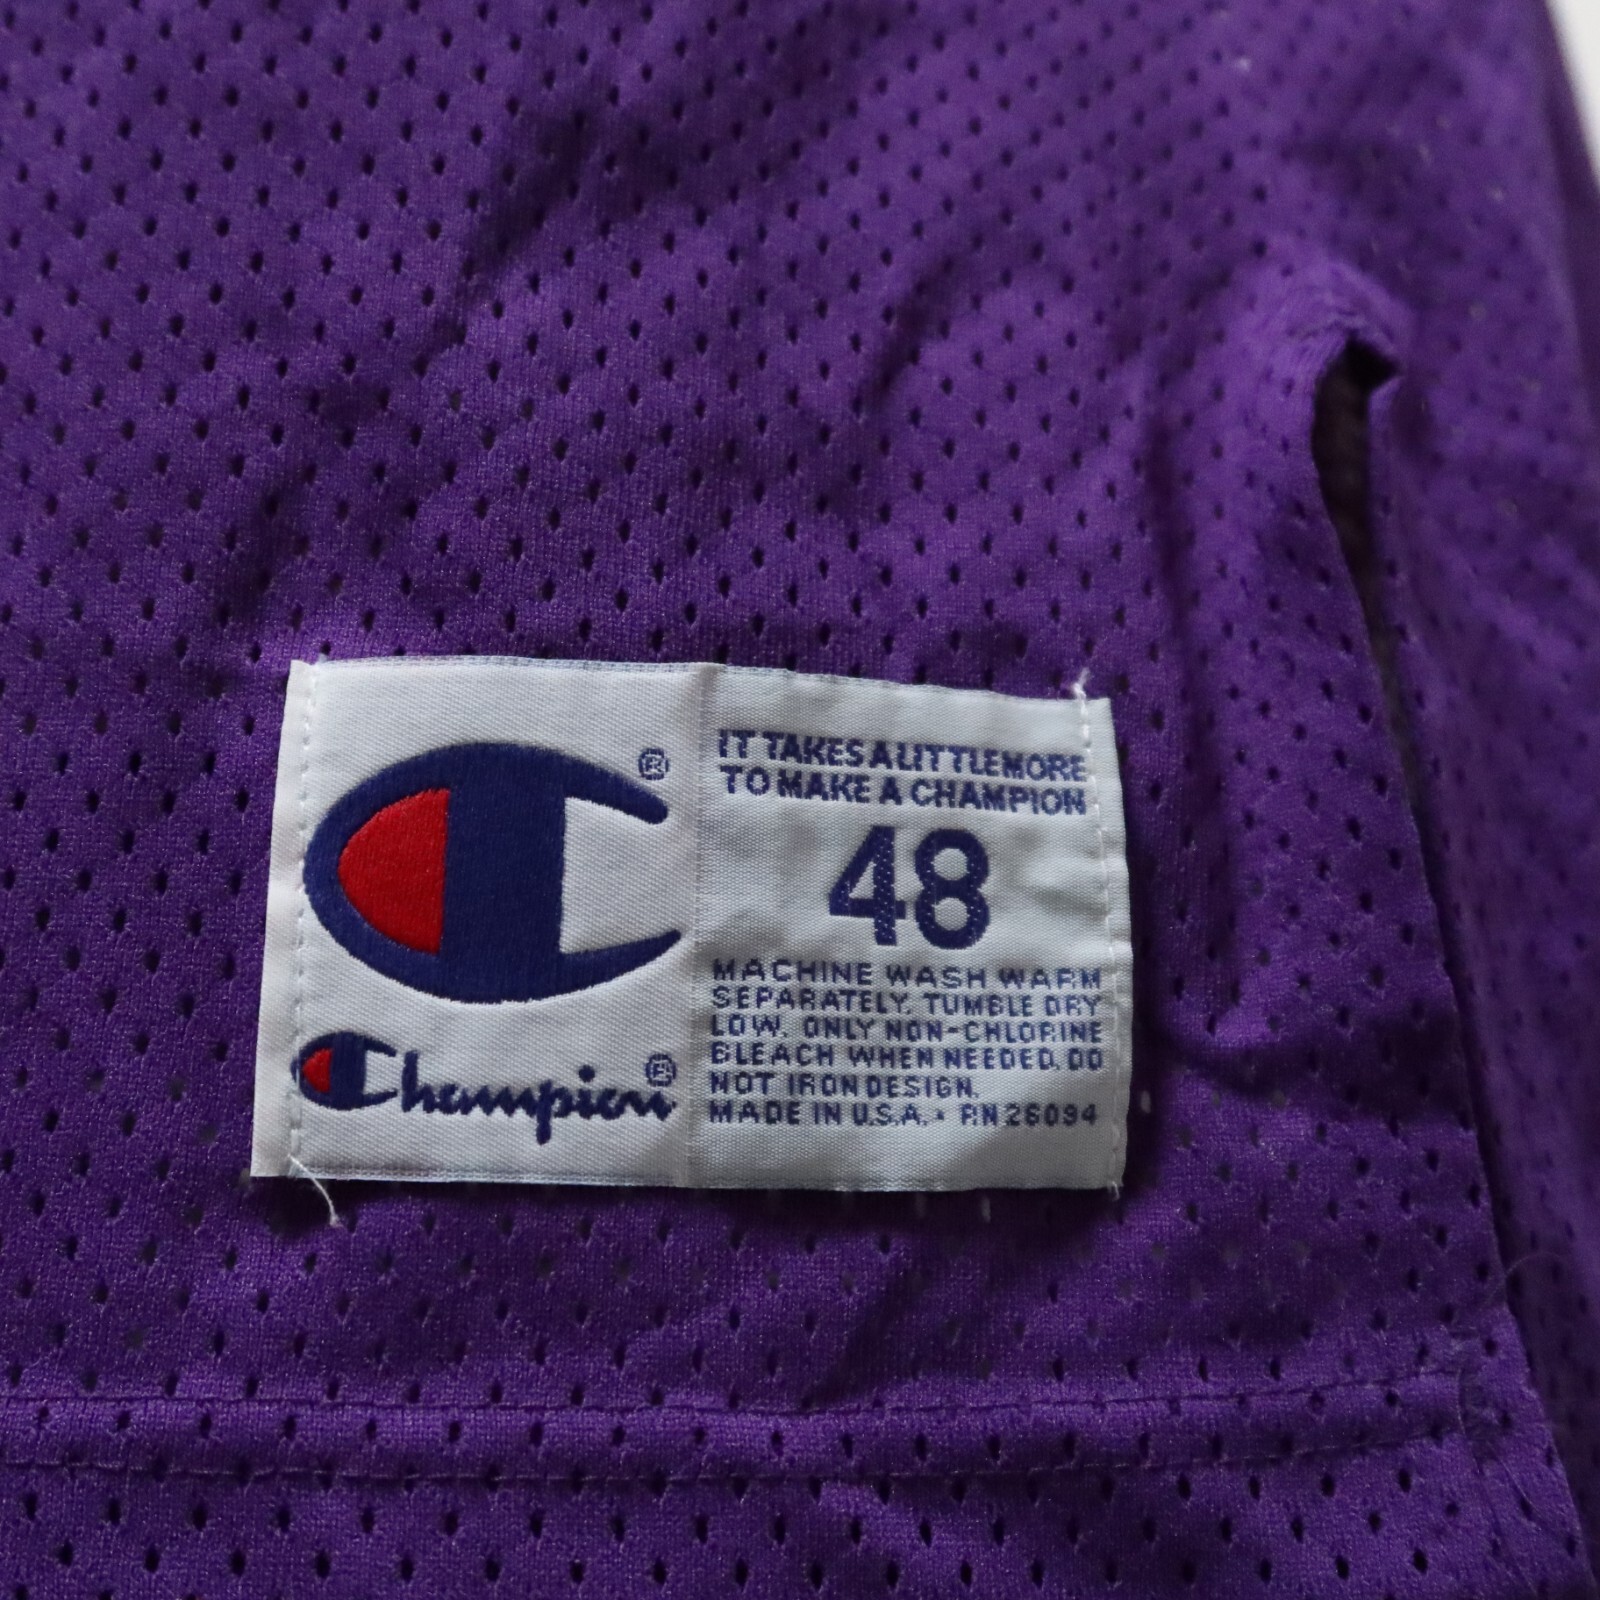 ®
Champion®
IT TAKES A LITTLE MORE
TO MAKE A CHAMPION
48
MACHINE WASH WARM
SEPARATELY. TUMBLE DRY
LOW. ONLY NON-CHLORINE
BLEACH WHEN NEEDED. DO
NOT IRON DESIGN.
MADE IN U.S.A. • RN 26094